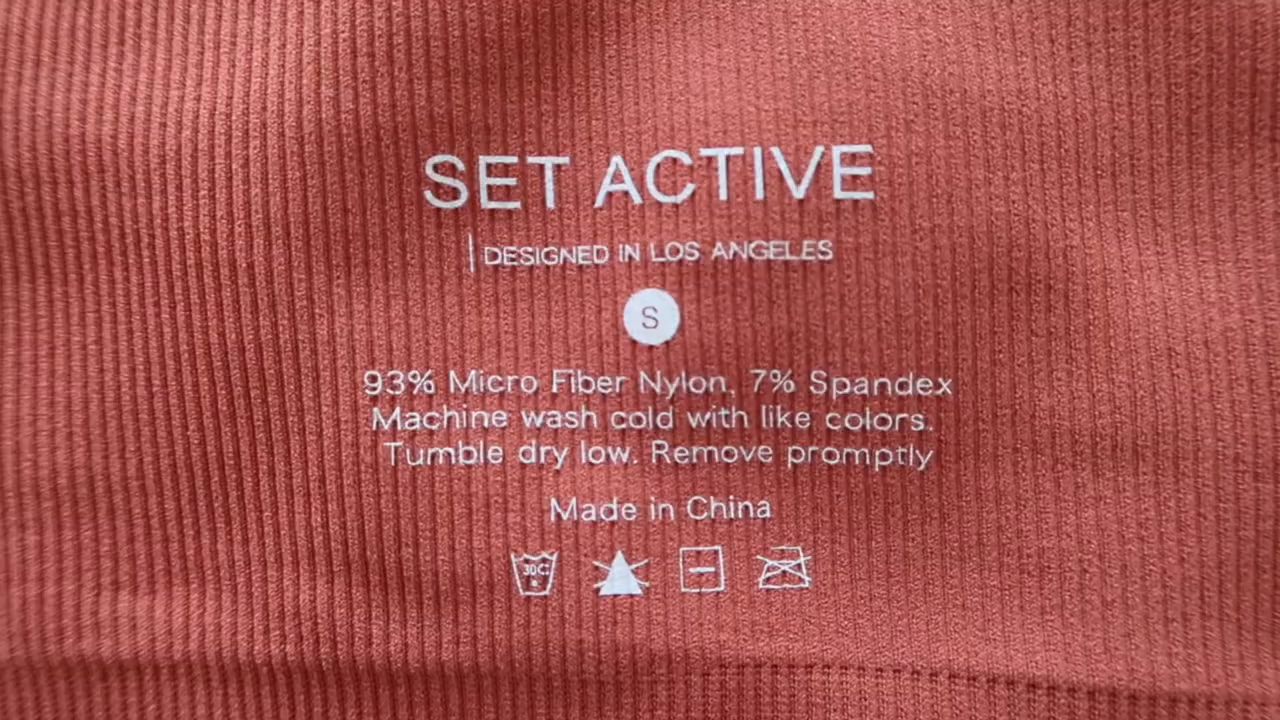 SET ACTIVE
DESIGNED IN LOS ANGELES
S
93% Micro Fiber Nylon, 7% Spandex
Machine wash cold with like colors.
Tumble dry low. Remove promptly
Made in China
30C